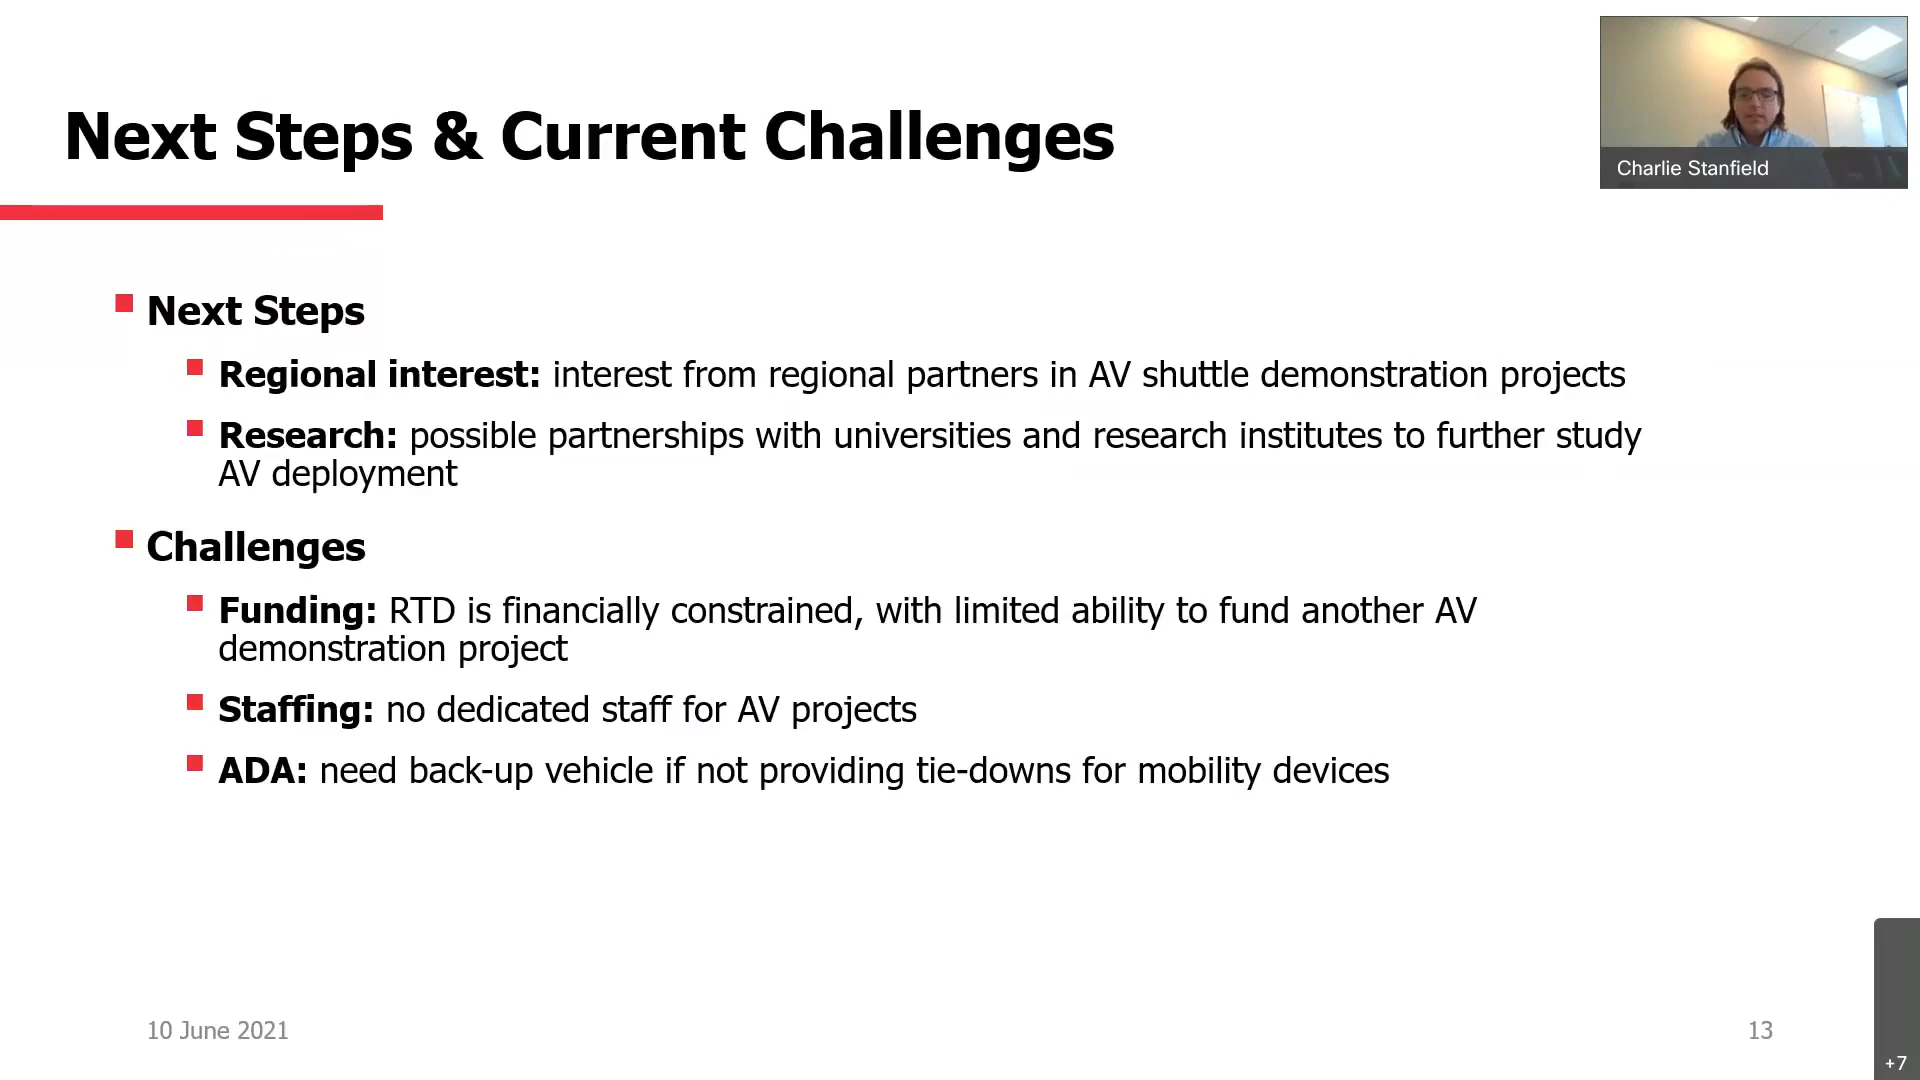 Next Steps & Current Challenges
Charlie Stanfield
Next Steps
Regional interest: interest from regional partners in AV shuttle demonstration projects
Research: possible partnerships with universities and research institutes to further study
AV deployment
Challenges
Funding: RTD is financially constrained, with limited ability to fund another AV
demonstration project
Staffing: no dedicated staff for AV projects
ADA: need back-up vehicle if not providing tie-downs for mobility devices
10 June 2021
13
+7